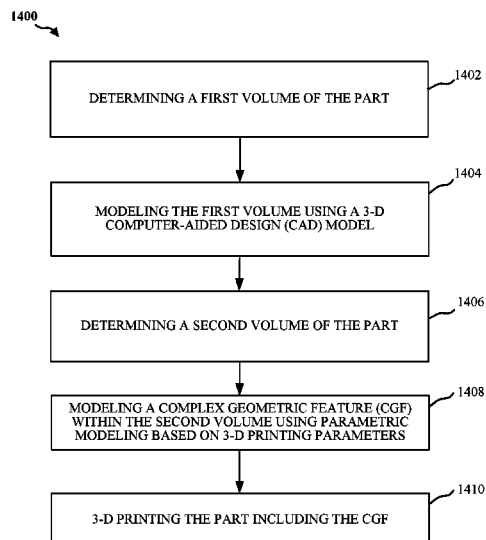 1400
1402
DETERMINING A FIRST VOLUME OF THE PART
1404
MODELING THE FIRST VOLUME USING A 3-D
COMPUTER-AIDED DESIGN (CAD) MODEL
1406
DETERMINING A SECOND VOLUME OF THE PART
1408
MODELING A COMPLEX GEOMETRIC FEATURE (CGF)
WITHIN THE SECOND VOLUME USING PARAMETRIC
MODELING BASED ON 3-D PRINTING PARAMETERS
1410
3-D PRINTING THE PART INCLUDING THE CGF